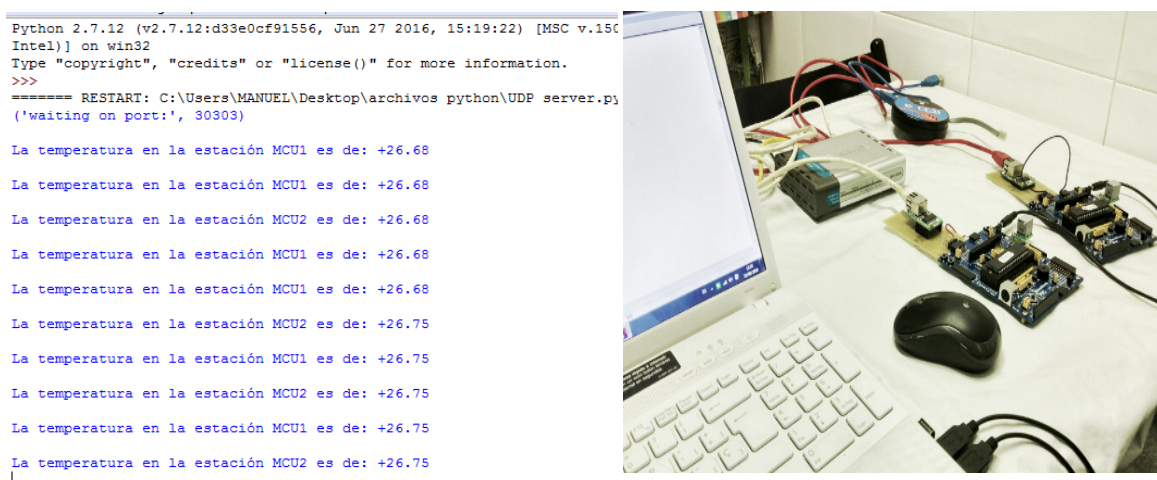 Python 2.7.12 (v2.7.12:d33e0cf91556, Jun 27 2016, 15:19:22) [MSC v.150
Intel)] on win32
Type "copyright", "credits" or "license()" for more information.
>>>
======= RESTART: C:\Users\MANUEL\Desktop\archivos python\UDP server.py
('waiting on port:', 30303)
La temperatura en la estación MCU1 es de: +26.68
La temperatura en la estación MCU1 es de: +26.68
La temperatura en la estación MCU2 es de: +26.68
La temperatura en la estación MCU1 es de: +26.68
La temperatura en la estación MCU1 es de: +26.68
La temperatura en la estación MCU2 es de: +26.75
La temperatura en la estación MCU1 es de: +26.75
La temperatura en la estación MCU2 es de: +26.75
La temperatura en la estación MCU1 es de: +26.75
La temperatura en la estación MCU2 es de: +26.75